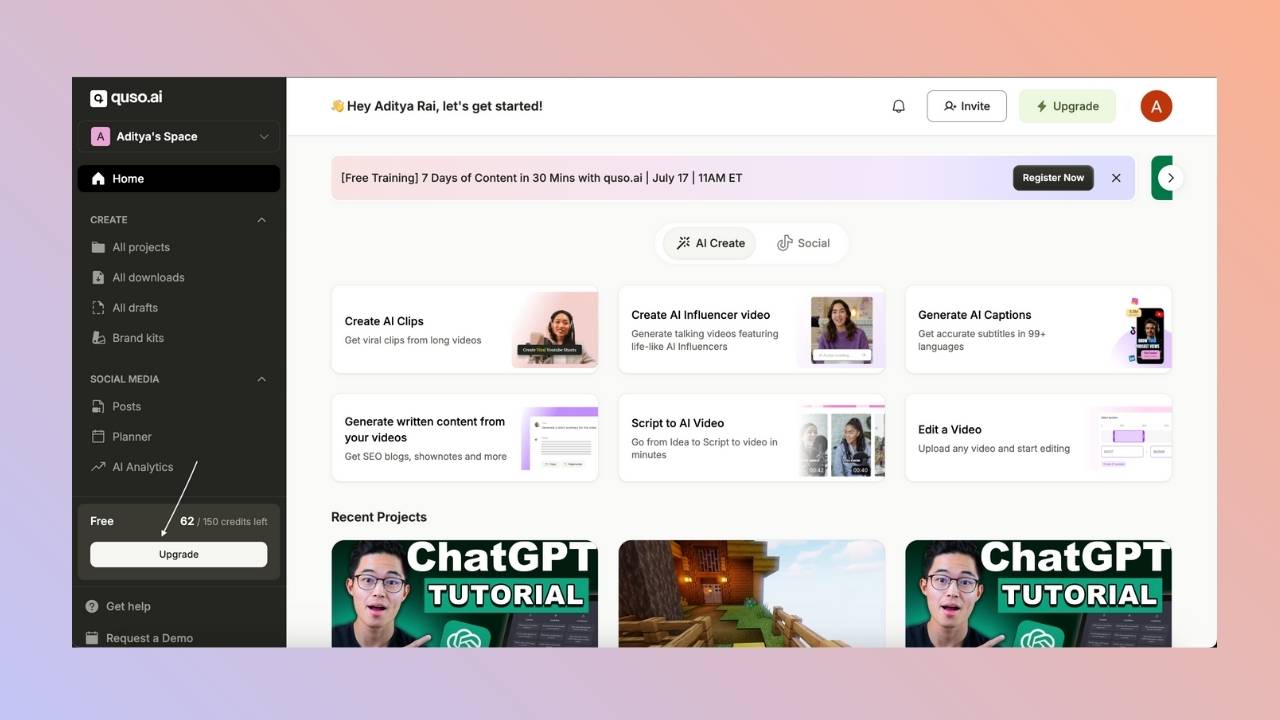 quso.ai
A Aditya's Space
Home
CREATE
All projects
All downloads
All drafts
Brand kits
SOCIAL MEDIA
Posts
Planner
AI Analytics
Free 62 / 150 credits left
Upgrade
Get help
Request a Demo
👋 Hey Aditya Rai, let's get started!
Invite
Upgrade
A
[Free Training] 7 Days of Content in 30 Mins with quso.ai | July 17 | 11AM ET
Register Now
AI Create
Social
Create AI Clips
Get viral clips from long videos
Create Viral Youtube Shorts
Create AI Influencer video
Generate talking videos featuring
life-like AI Influencers
Generate AI Captions
Get accurate subtitles in 99+
languages
Generate written content from
your videos
Get SEO blogs, shownotes and more
Script to AI Video
Go from Idea to Script to video in
minutes
00:42
00:40
Edit a Video
Upload any video and start editing
Recent Projects
ChatGPT
TUTORIAL
ChatGPT
TUTORIAL